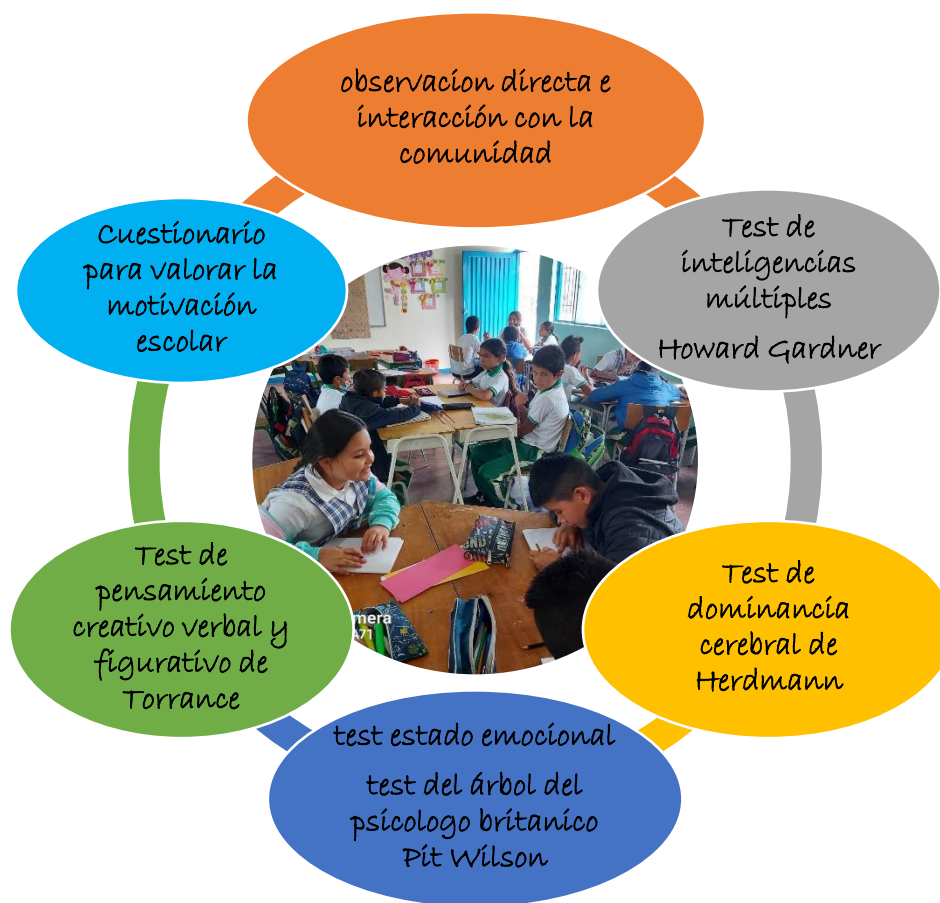 observacion directa e
interacción con la
comunidad
Test de
inteligencias
múltiples
Howard Gardner
Test de
dominancia
cerebral de
Herdmann
test estado emocional
test del árbol del
psicologo britanico
Pit Wilson
Test de
pensamiento
creativo verbal y
figurativo de
Torrance
Cuestionario
para valorar la
motivación
escolar
mera
A71